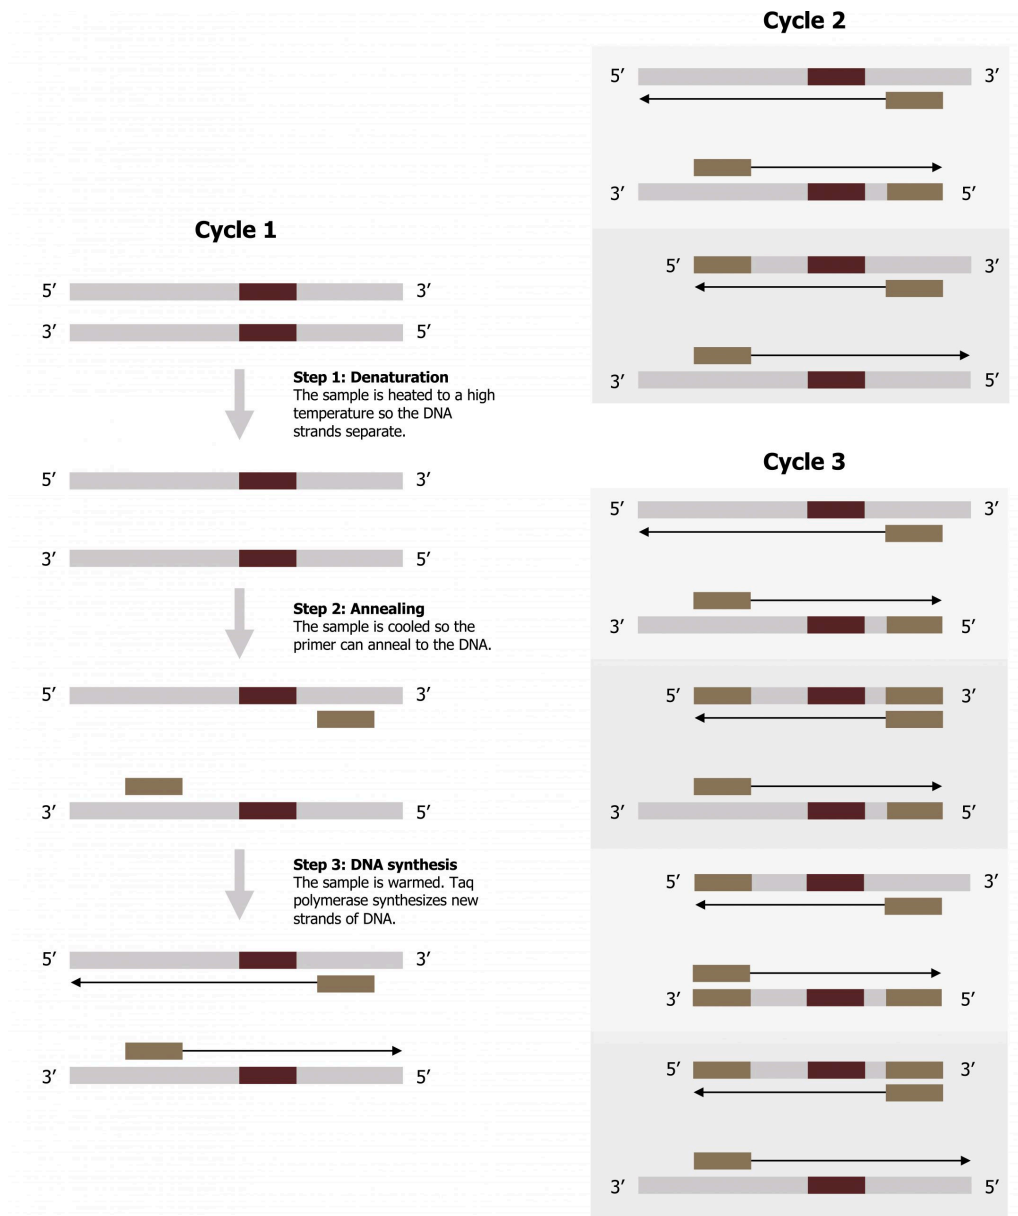 Cycle 1
5′ 3′
3′ 5′
Step 1: Denaturation
The sample is heated to a high
temperature so the DNA
strands separate.
5′ 3′
3′ 5′
Step 2: Annealing
The sample is cooled so the
primer can anneal to the DNA.
5′ 3′
3′ 5′
Step 3: DNA synthesis
The sample is warmed. Taq
polymerase synthesizes new
strands of DNA.
5′ 3′
3′ 5′
Cycle 2
5′ 3′
3′ 5′
5′ 3′
3′ 5′
Cycle 3
5′ 3′
3′ 5′
5′ 3′
3′ 5′
5′ 3′
3′ 5′
5′ 3′
3′ 5′